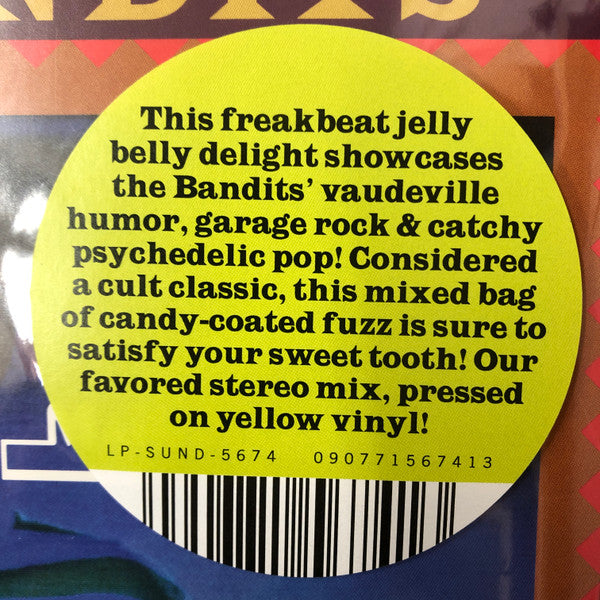 NDITS
This freakbeat jelly
belly delight showcases
the Bandits' vaudeville
humor, garage rock & catchy
psychedelic pop! Considered
a cult classic, this mixed bag
of candy-coated fuzz is sure to
satisfy your sweet tooth! Our
favored stereo mix, pressed
on yellow vinyl!
LP-SUND-5674 090771567413